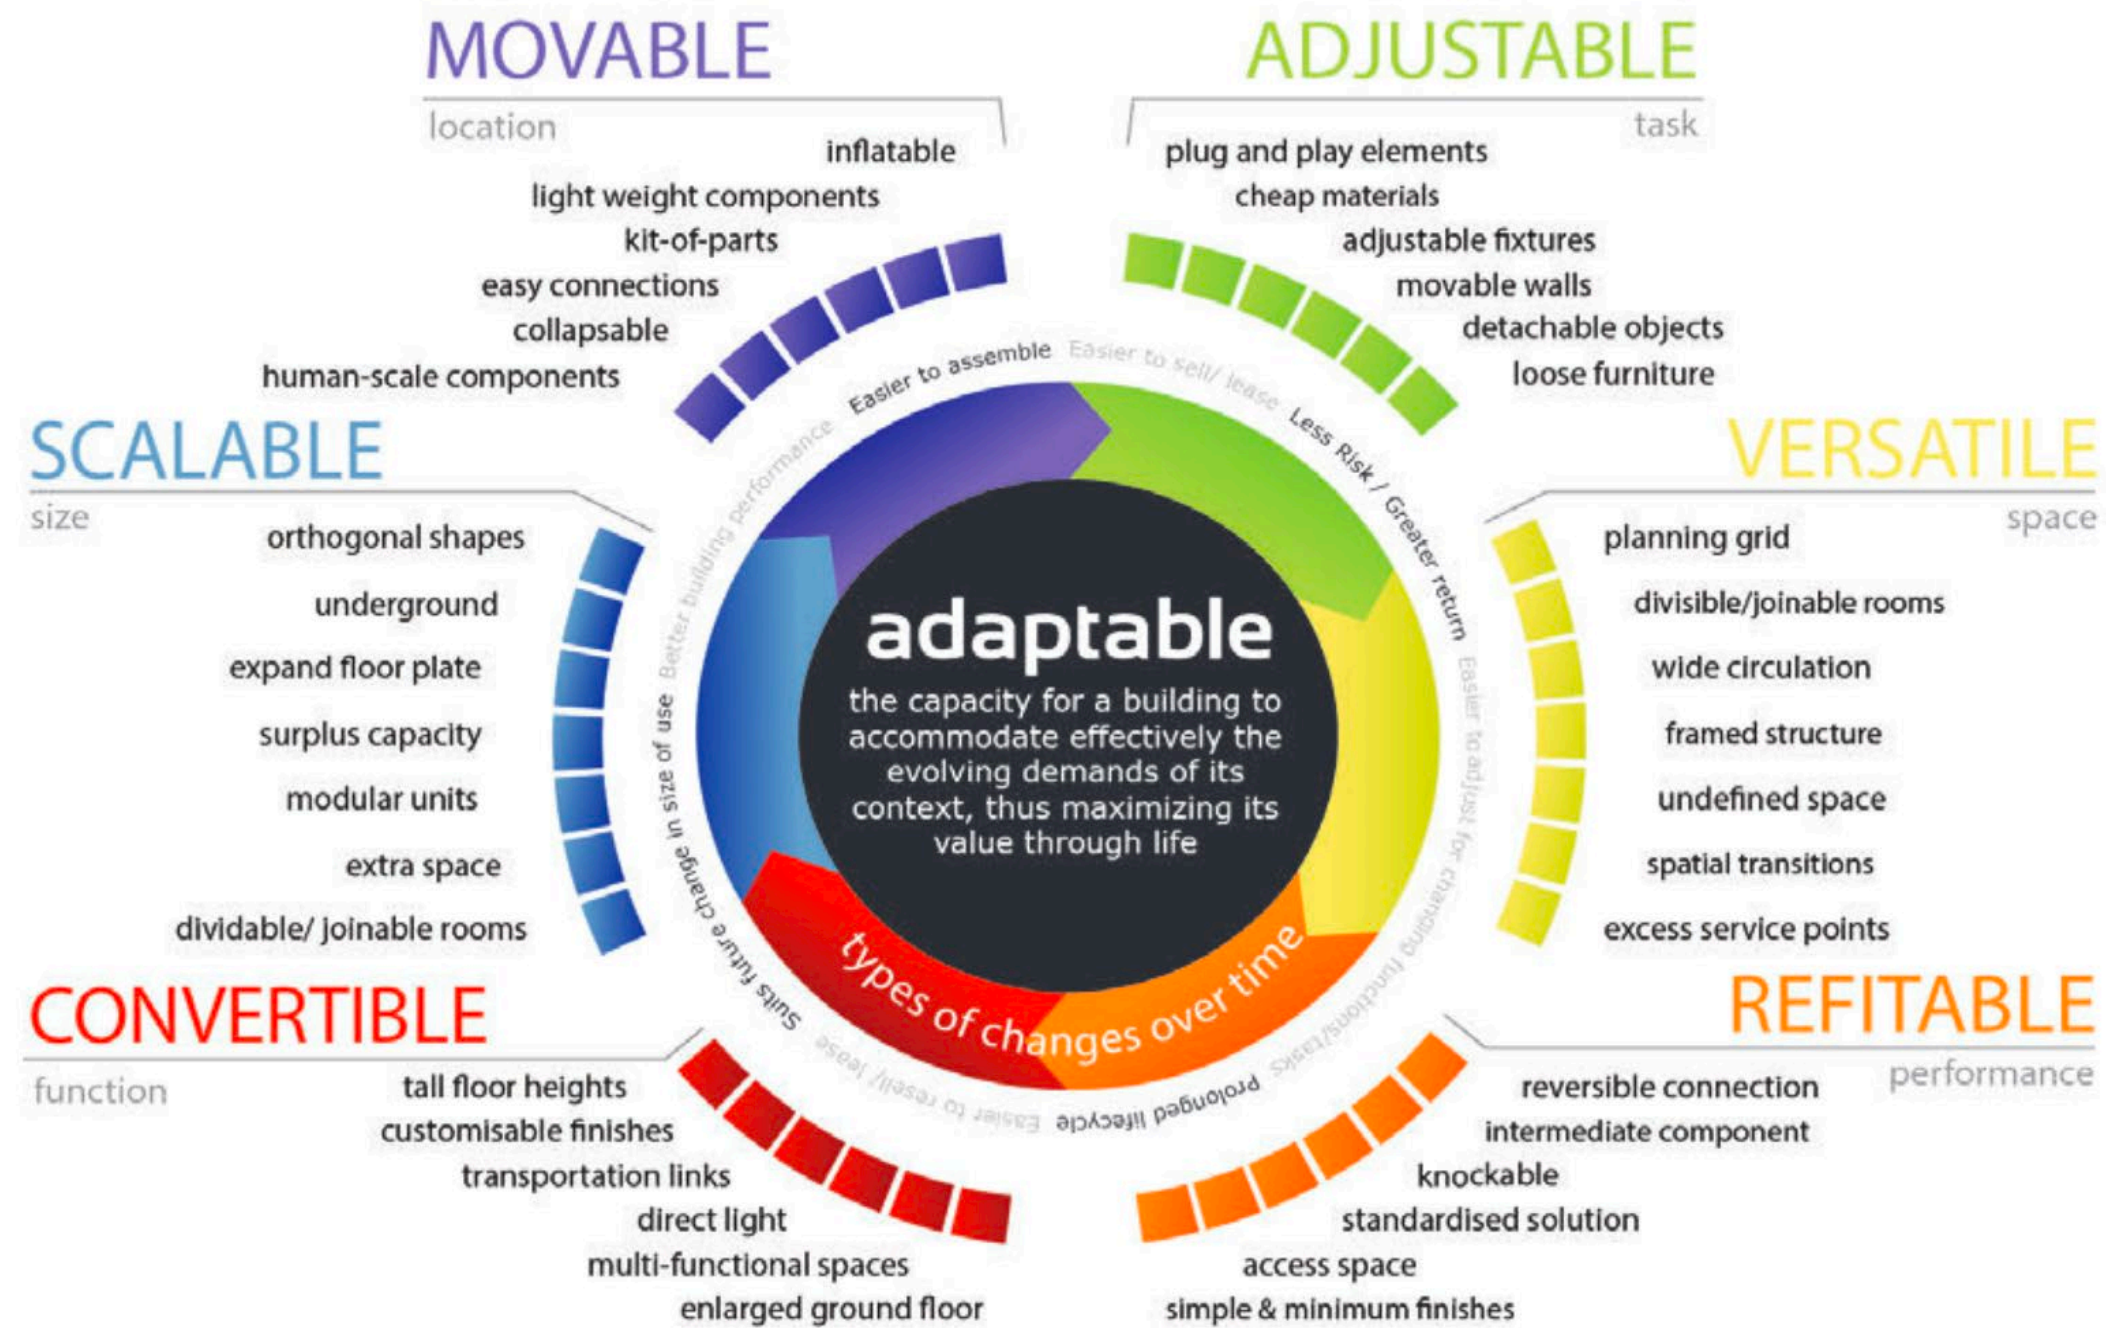 MOVABLE
location
inflatable
light weight components
kit-of-parts
easy connections
collapsable
human-scale components
ADJUSTABLE
task
plug and play elements
cheap materials
adjustable fixtures
movable walls
detachable objects
loose furniture
SCALABLE
size
orthogonal shapes
underground
expand floor plate
surplus capacity
modular units
extra space
dividable/ joinable rooms
VERSATILE
space
planning grid
divisible/joinable rooms
wide circulation
framed structure
undefined space
spatial transitions
excess service points
CONVERTIBLE
function
tall floor heights
customisable finishes
transportation links
direct light
multi-functional spaces
enlarged ground floor
REFITABLE
performance
reversible connection
intermediate component
knockable
standardised solution
access space
simple & minimum finishes
Easier to assemble
Easier to sell/ lease
Less Risk / Greater return
Easier to adjust for changing functions/tasks
Prolonged lifecycle
Easier to resell/ lease
Suits future change in size of use
Better building performance
adaptable
the capacity for a building to
accommodate effectively the
evolving demands of its
context, thus maximizing its
value through life
types of changes over time